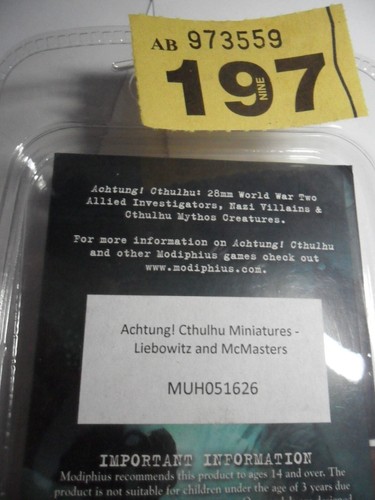 AB 973559
197
NINE
Achtung! Cthulhu: 28mm World War Two
Allied Investigators, Nazi Villains &
Cthulhu Mythos Creatures.
For more information on Achtung! Cthulhu
and other Modiphius games check out
www.modiphius.com.
Achtung! Cthulhu Miniatures -
Liebowitz and McMasters
MUH051626
IMPORTANT INFORMATION
Modiphius recommends this product to ages 14 and over. The
product is not suitable for children under the age of 3 years due